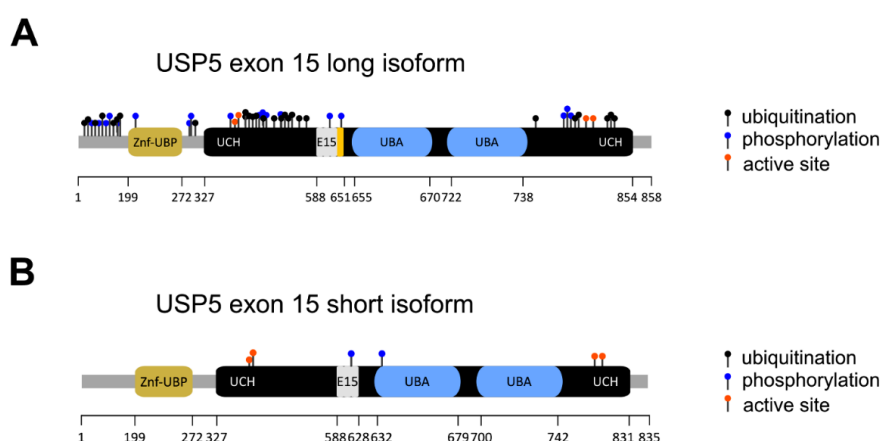 A
USP5 exon 15 long isoform
Znf-UBP UCH E15 UBA UBA UCH
1 199 272 327 588 651 655 670 722 738 854 858
ubiquitination
phosphorylation
active site
B
USP5 exon 15 short isoform
Znf-UBP UCH E15 UBA UBA UCH
1 199 272 327 588 628 632 679 700 742 831 835
ubiquitination
phosphorylation
active site